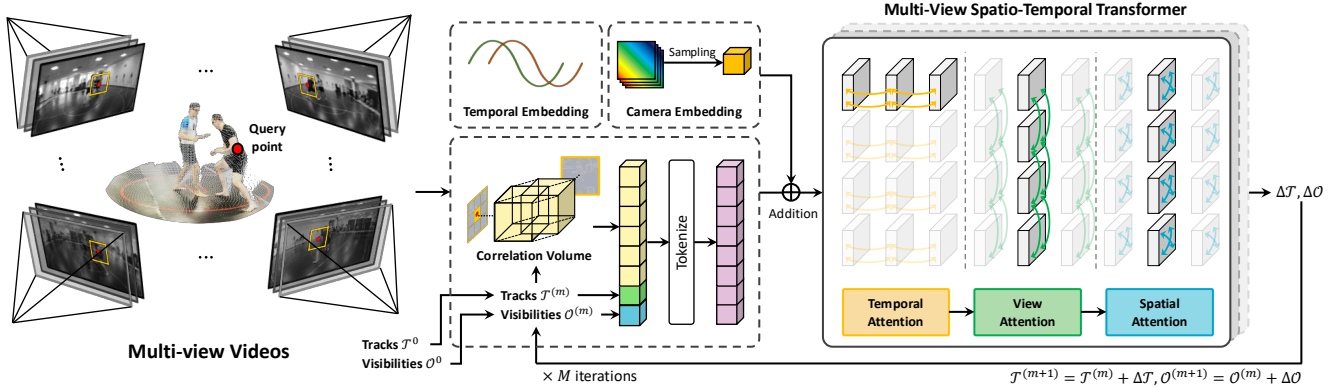 Multi-View Spatio-Temporal Transformer
...
...
Query
point
...
...
Multi-view Videos
Temporal Embedding
Sampling
Camera Embedding
Correlation Volume
Tracks 𝒯^(m)
Visibilities 𝒪^(m)
Tokenize
Tracks 𝒯^0
Visibilities 𝒪^0
× M iterations
Addition
Temporal
Attention
View
Attention
Spatial
Attention
Δ𝒯, Δ𝒪
𝒯^(m+1) = 𝒯^(m) + Δ𝒯, 𝒪^(m+1) = 𝒪^(m) + Δ𝒪